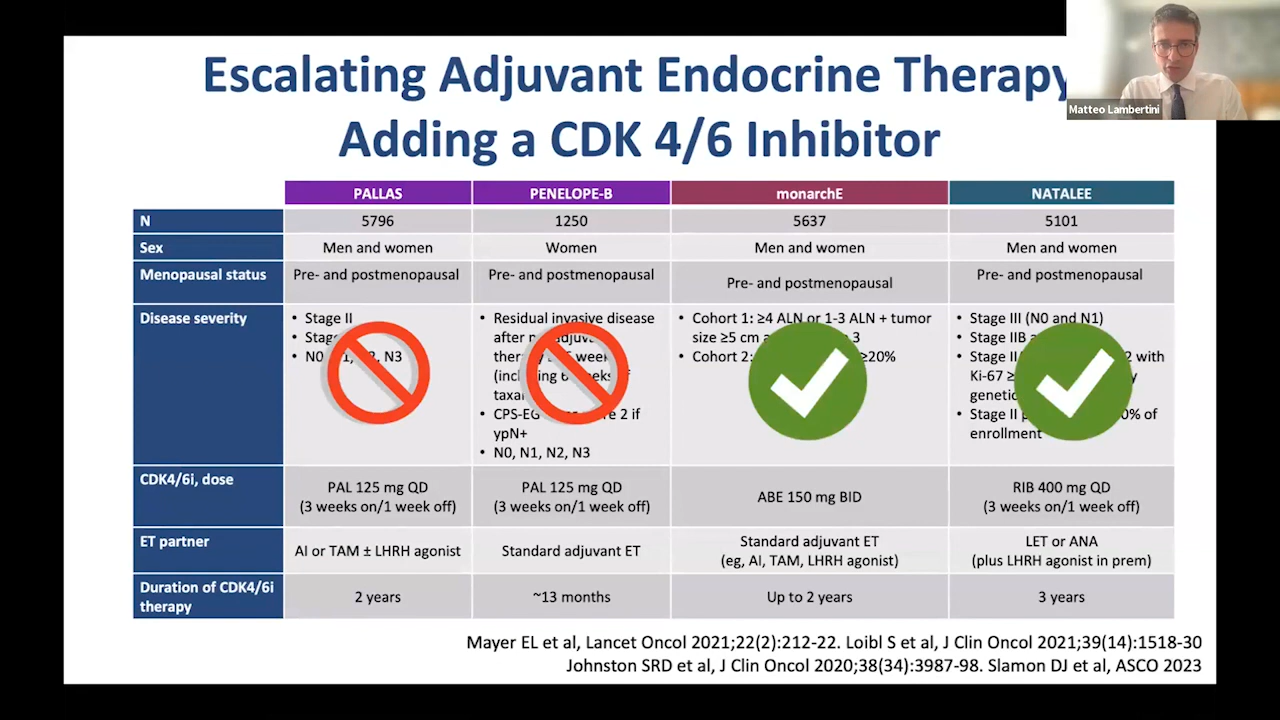 Escalating Adjuvant Endocrine Therapy
Adding a CDK 4/6 Inhibitor
Matteo Lambertini
PALLAS PENELOPE-B monarchE NATALEE
N 5796 1250 5637 5101
Sex Men and women Women Men and women Men and women
Menopausal status Pre- and postmenopausal Pre- and postmenopausal Pre- and postmenopausal Pre- and postmenopausal
Disease severity
• Stage II
• Stage
• N0, N3
• Residual invasive disease
after
weeks
(including 6
• CPS-EG 2 if
ypN+
• N0, N1, N2, N3
• Cohort 1: ≥4 ALN or 1-3 ALN + tumor
size ≥5 cm 3
• Cohort 2: ≥20%
• Stage III (N0 and N1)
• Stage IIB
• Stage with
Ki-67
• Stage II of
enrollment
CDK4/6i, dose
PAL 125 mg QD
(3 weeks on/1 week off)
PAL 125 mg QD
(3 weeks on/1 week off)
ABE 150 mg BID
RIB 400 mg QD
(3 weeks on/1 week off)
ET partner
AI or TAM ± LHRH agonist
Standard adjuvant ET
Standard adjuvant ET
(eg, AI, TAM, LHRH agonist)
LET or ANA
(plus LHRH agonist in prem)
Duration of CDK4/6i
therapy
2 years
~13 months
Up to 2 years
3 years
Mayer EL et al, Lancet Oncol 2021;22(2):212-22. Loibl S et al, J Clin Oncol 2021;39(14):1518-30
Johnston SRD et al, J Clin Oncol 2020;38(34):3987-98. Slamon DJ et al, ASCO 2023